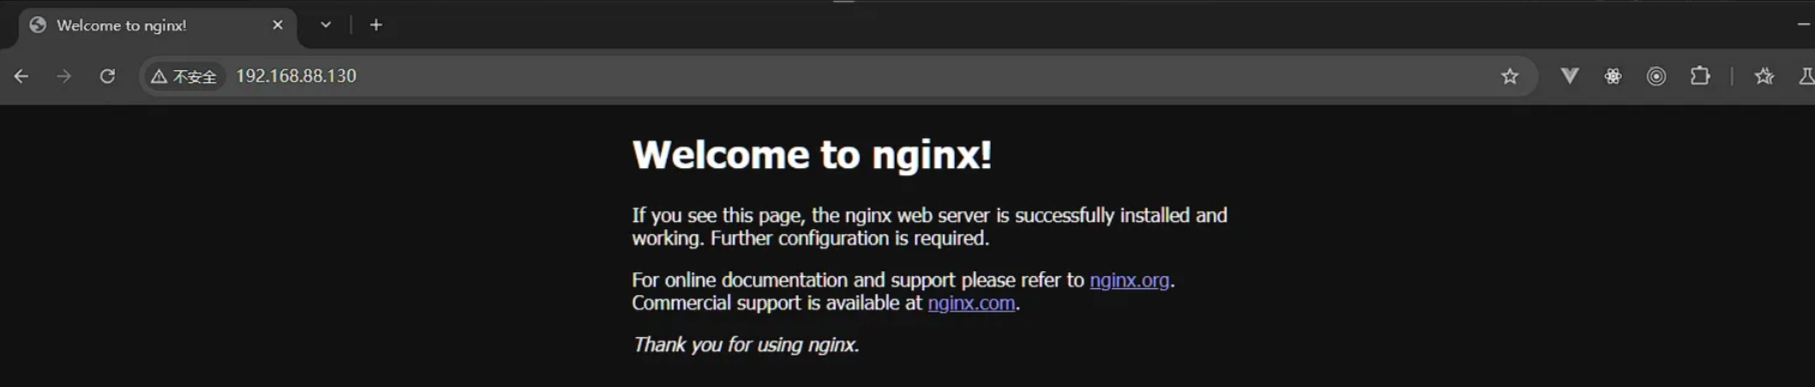 Welcome to nginx!
不安全 192.168.88.130
Welcome to nginx!
If you see this page, the nginx web server is successfully installed and
working. Further configuration is required.
For online documentation and support please refer to nginx.org.
Commercial support is available at nginx.com.
Thank you for using nginx.